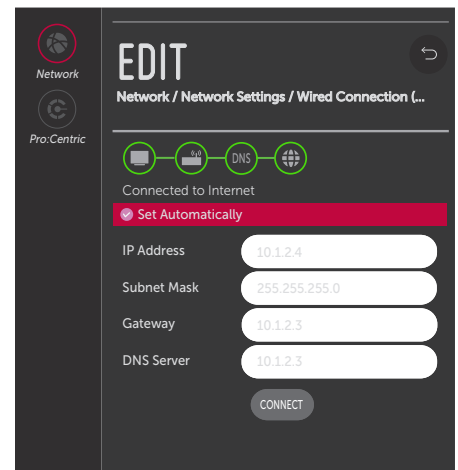 Network
Pro:Centric
EDIT
Network / Network Settings / Wired Connection (...
DNS
Connected to Internet
Set Automatically
IP Address 10.1.2.4
Subnet Mask 255.255.255.0
Gateway 10.1.2.3
DNS Server 10.1.2.3
CONNECT